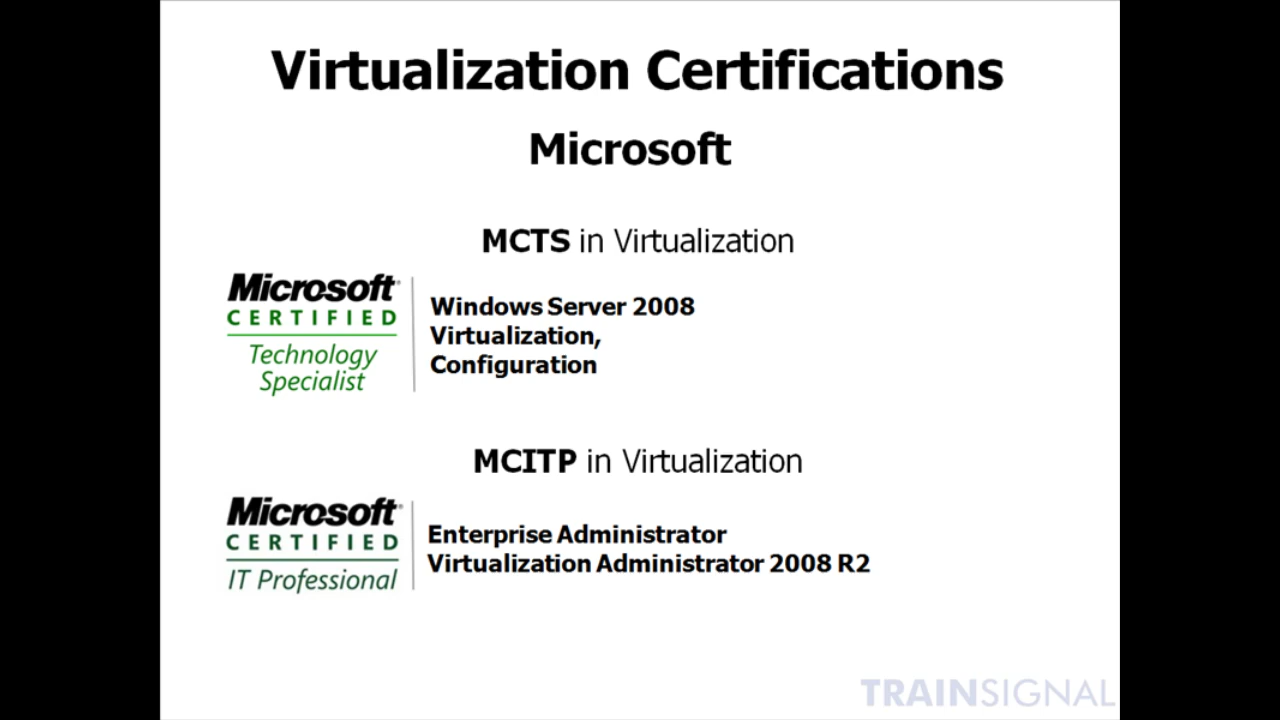 Virtualization Certifications
Microsoft
MCTS in Virtualization
Microsoft
CERTIFIED
Technology
Specialist
Windows Server 2008
Virtualization,
Configuration
MCITP in Virtualization
Microsoft
CERTIFIED
IT Professional
Enterprise Administrator
Virtualization Administrator 2008 R2
TRAINSIGNAL